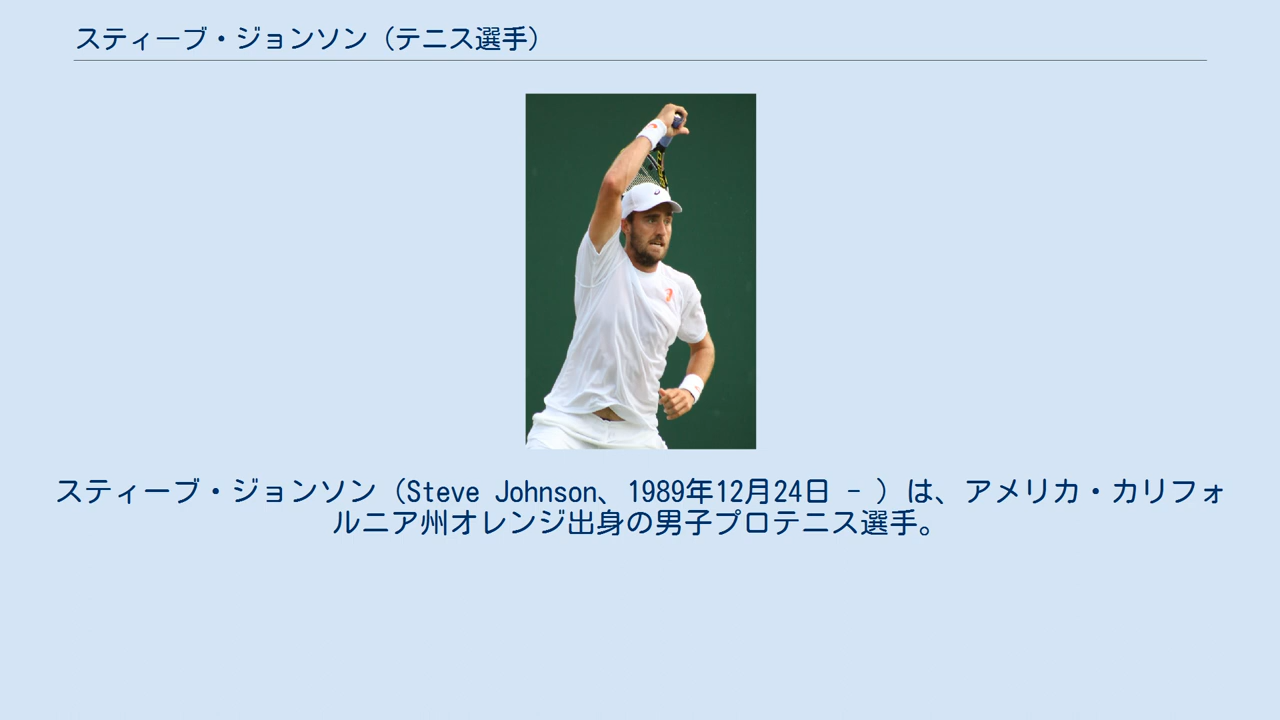 スティーブ・ジョンソン（テニス選手）
スティーブ・ジョンソン（Steve Johnson、1989年12月24日 - ）は、アメリカ・カリフォ
ルニア州オレンジ出身の男子プロテニス選手。